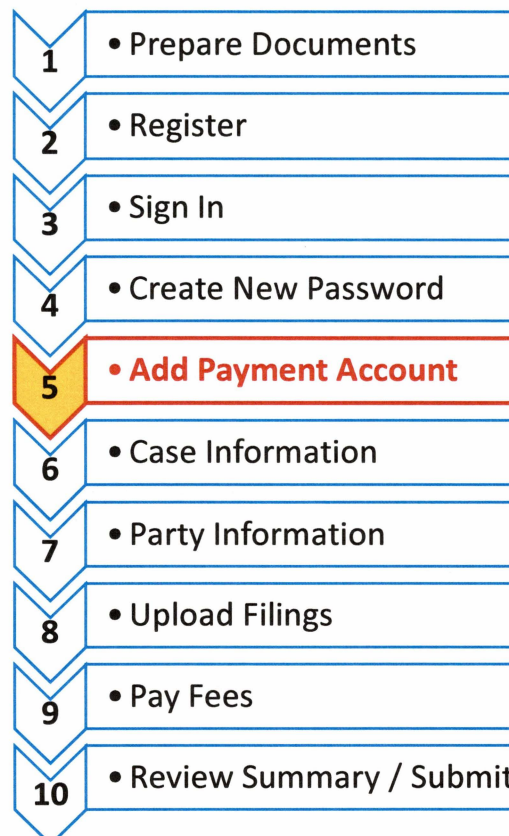 1 • Prepare Documents
2 • Register
3 • Sign In
4 • Create New Password
5 • Add Payment Account
6 • Case Information
7 • Party Information
8 • Upload Filings
9 • Pay Fees
10 • Review Summary / Submit